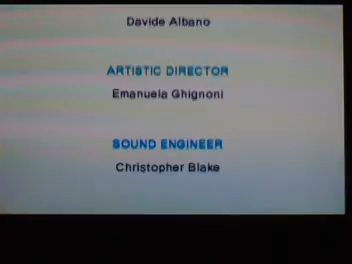 Davide Albano
ARTISTIC DIRECTOR
Emanuela Ghignoni
SOUND ENGINEER
Christopher Blake